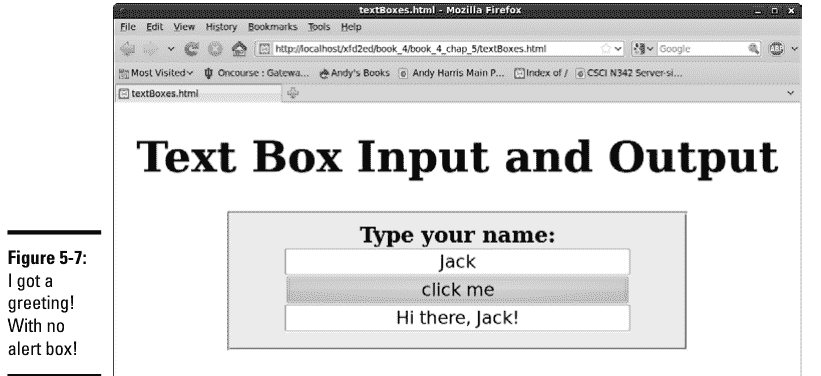 textBoxes.html - Mozilla Firefox
File Edit View History Bookmarks Tools Help
http://localhost/xfd2ed/book_4/book_4_chap_5/textBoxes.html
Google
ABP
Most Visited
Oncourse : Gatewa...
Andy's Books
Andy Harris Main P...
Index of /
CSCI N342 Server-si...
textBoxes.html
Text Box Input and Output
Type your name:
Jack
click me
Hi there, Jack!
Figure 5-7:
I got a
greeting!
With no
alert box!